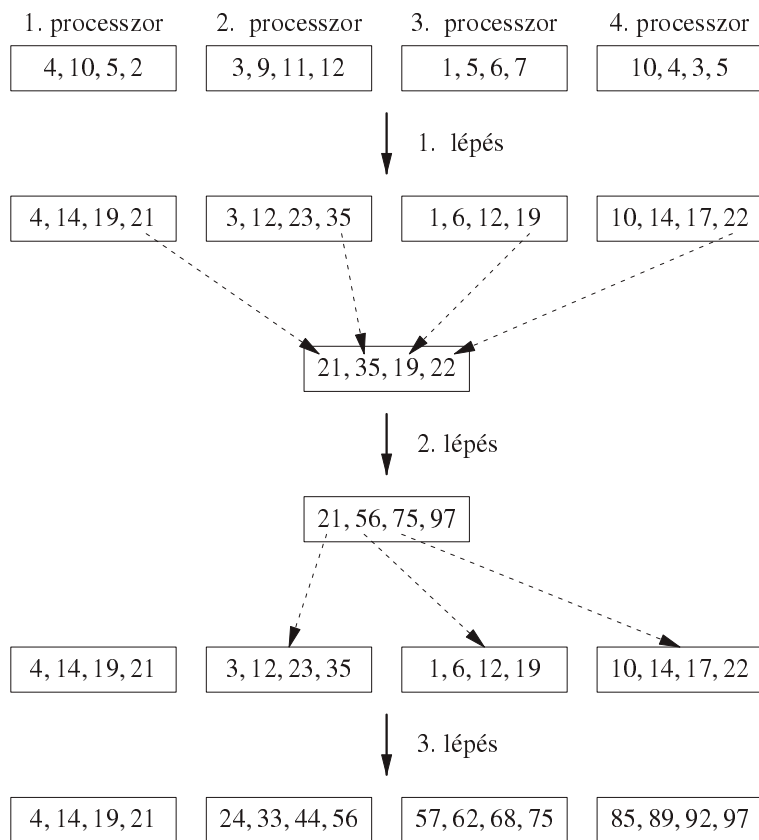 1. processzor 2. processzor 3. processzor 4. processzor
4, 10, 5, 2 3, 9, 11, 12 1, 5, 6, 7 10, 4, 3, 5
1. lépés
4, 14, 19, 21 3, 12, 23, 35 1, 6, 12, 19 10, 14, 17, 22
21, 35, 19, 22
2. lépés
21, 56, 75, 97
4, 14, 19, 21 3, 12, 23, 35 1, 6, 12, 19 10, 14, 17, 22
3. lépés
4, 14, 19, 21 24, 33, 44, 56 57, 62, 68, 75 85, 89, 92, 97